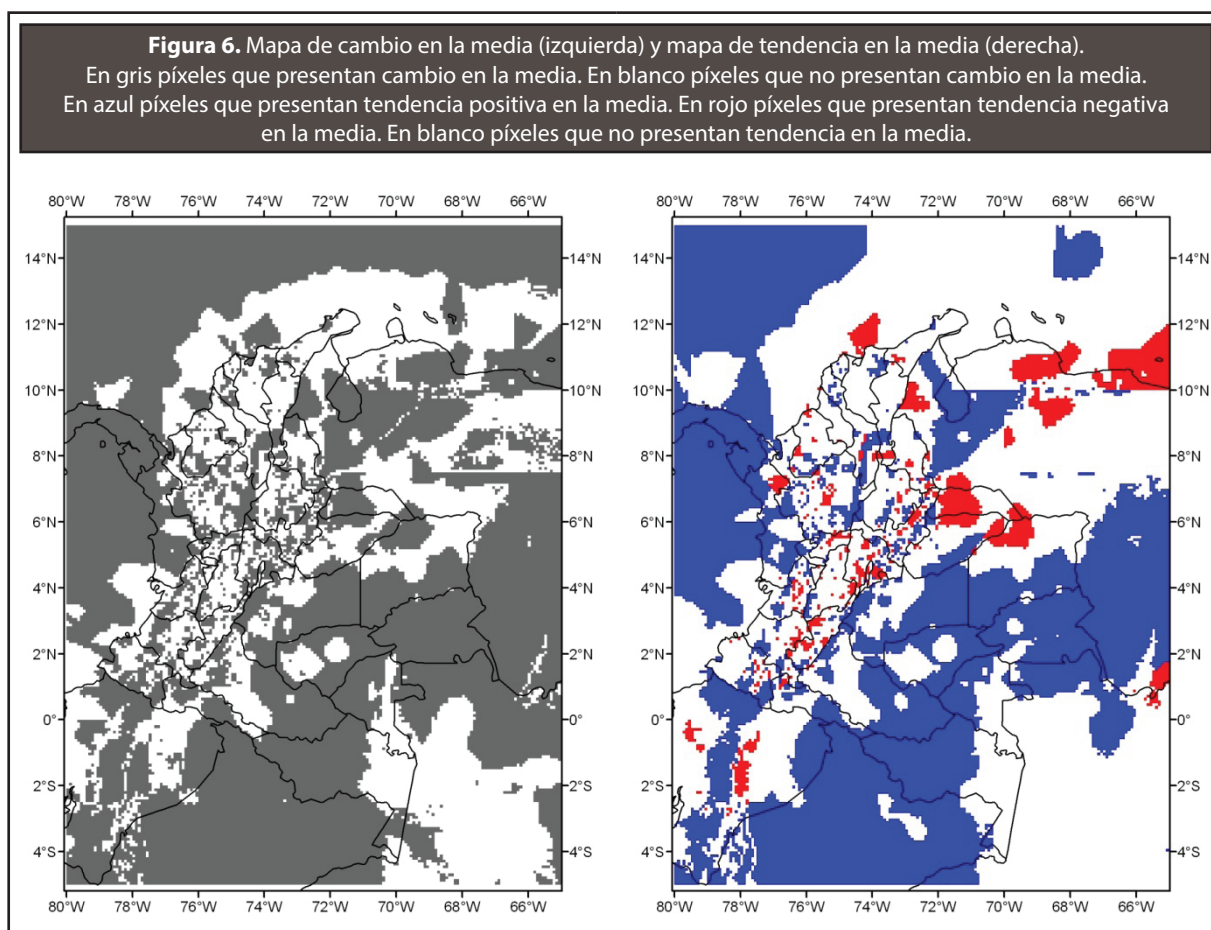 Figura 6. Mapa de cambio en la media (izquierda) y mapa de tendencia en la media (derecha).
En gris píxeles que presentan cambio en la media. En blanco píxeles que no presentan cambio en la media.
En azul píxeles que presentan tendencia positiva en la media. En rojo píxeles que presentan tendencia negativa
en la media. En blanco píxeles que no presentan tendencia en la media.
80°W 78°W 76°W 74°W 72°W 70°W 68°W 66°W
14°N 14°N
12°N 12°N
10°N 10°N
8°N 8°N
6°N 6°N
4°N 4°N
2°N 2°N
0° 0°
2°S 2°S
4°S 4°S
80°W 78°W 76°W 74°W 72°W 70°W 68°W 66°W
80°W 78°W 76°W 74°W 72°W 70°W 68°W 66°W
14°N 14°N
12°N 12°N
10°N 10°N
8°N 8°N
6°N 6°N
4°N 4°N
2°N 2°N
0° 0°
2°S 2°S
4°S 4°S
80°W 78°W 76°W 74°W 72°W 70°W 68°W 66°W